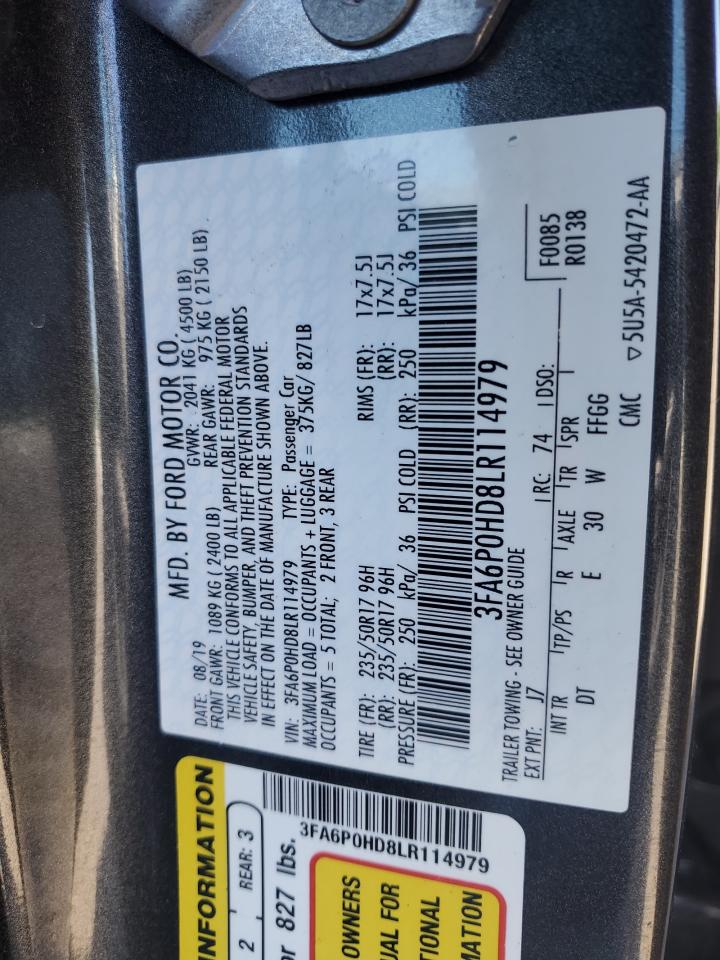 MFD. BY FORD MOTOR CO.
DATE: 08/19 GVWR: 2041 KG ( 4500 LB)
FRONT GAWR: 1089 KG ( 2400 LB) REAR GAWR: 975 KG ( 2150 LB)
THIS VEHICLE CONFORMS TO ALL APPLICABLE FEDERAL MOTOR
VEHICLE SAFETY, BUMPER, AND THEFT PREVENTION STANDARDS
IN EFFECT ON THE DATE OF MANUFACTURE SHOWN ABOVE.
VIN: 3FA6P0HD8LR114979 TYPE: Passenger Car
MAXIMUM LOAD = OCCUPANTS + LUGGAGE = 375KG/ 827LB
OCCUPANTS = 5 TOTAL; 2 FRONT, 3 REAR
TIRE (FR): 235/50R17 96H RIMS (FR): 17x7.5J
(RR): 235/50R17 96H (RR): 17x7.5J
PRESSURE (FR): 250 kPa/ 36 PSI COLD (RR): 250 kPa/ 36 PSI COLD
3FA6P0HD8LR114979
TRAILER TOWING - SEE OWNER GUIDE
EXT PNT: J7 RC: 74 DSO: F0085
R0138
INT TR TP/PS R AXLE TR SPR
DT E 30 W FFGG
CMC ▽5U5A-5420472-AA
INFORMATION
2 REAR: 3
827 lbs.
3FA6P0HD8LR114979
OWNERS
UAL FOR
TIONAL
MATION